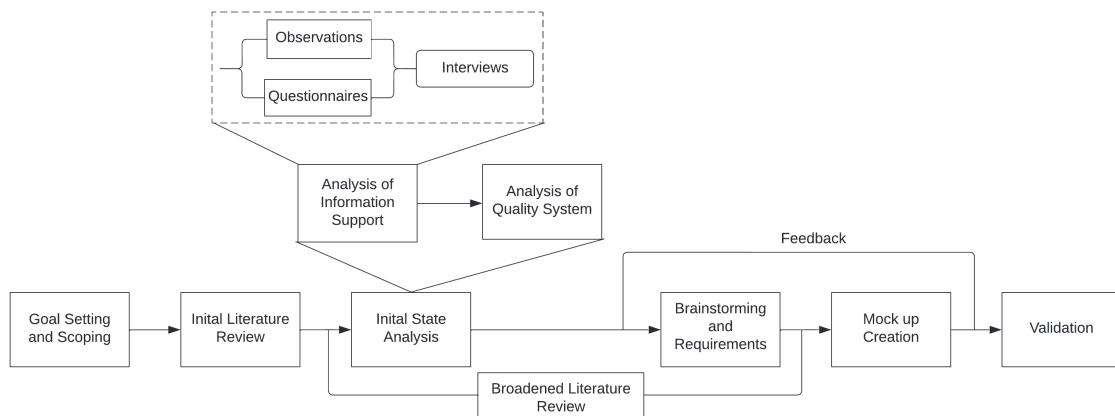 Observations
Interviews
Questionnaires
Analysis of
Information
Support
Analysis of
Quality System
Feedback
Goal Setting
and Scoping
Inital Literature
Review
Inital State
Analysis
Brainstorming
and
Requirements
Mock up
Creation
Validation
Broadened Literature
Review